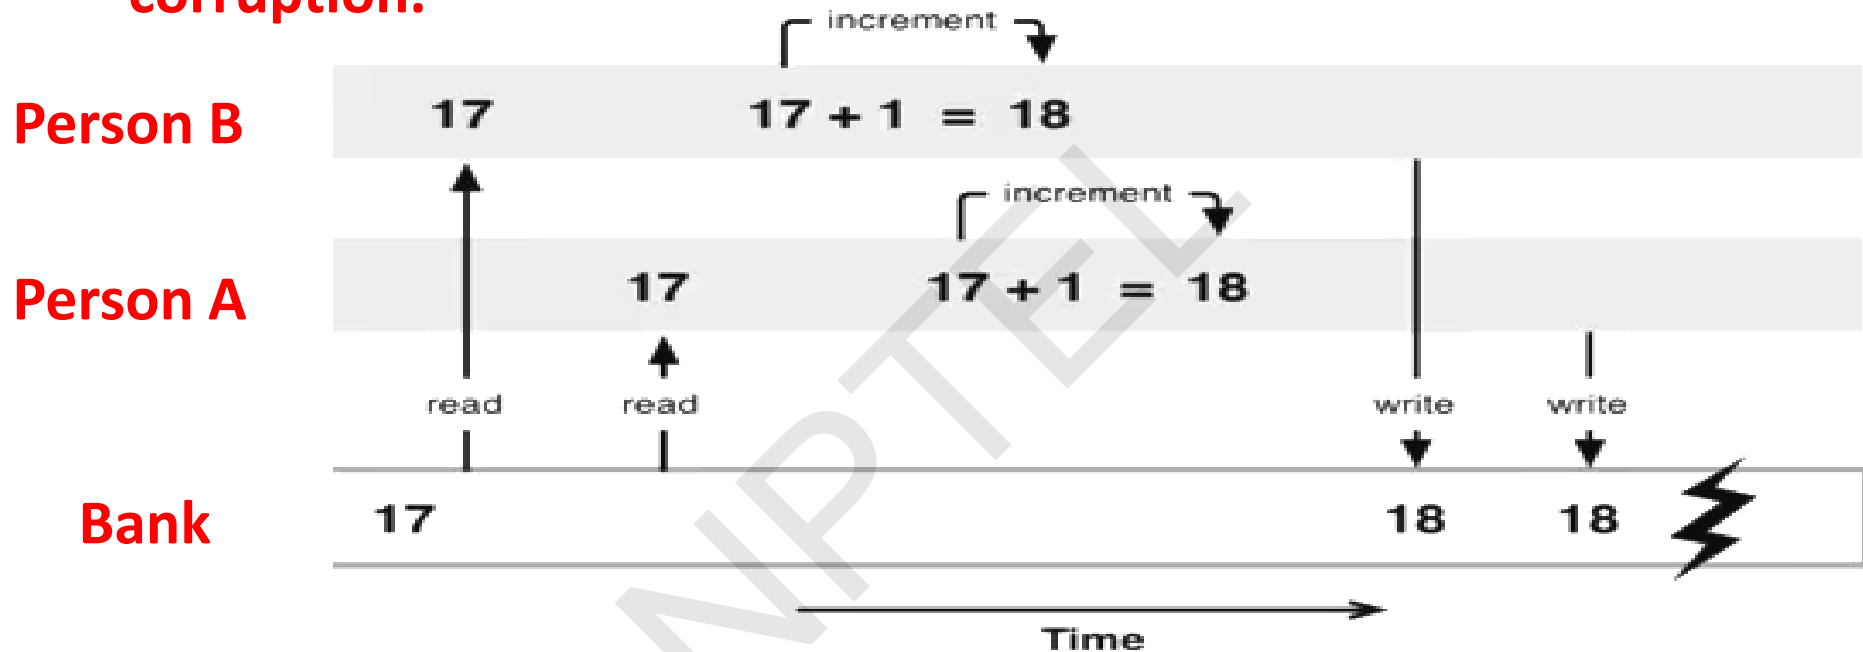 corruption.
increment
Person B 17 17 + 1 = 18
increment
Person A 17 17 + 1 = 18
read read write write
Bank 17 18 18
Time
NPTEL